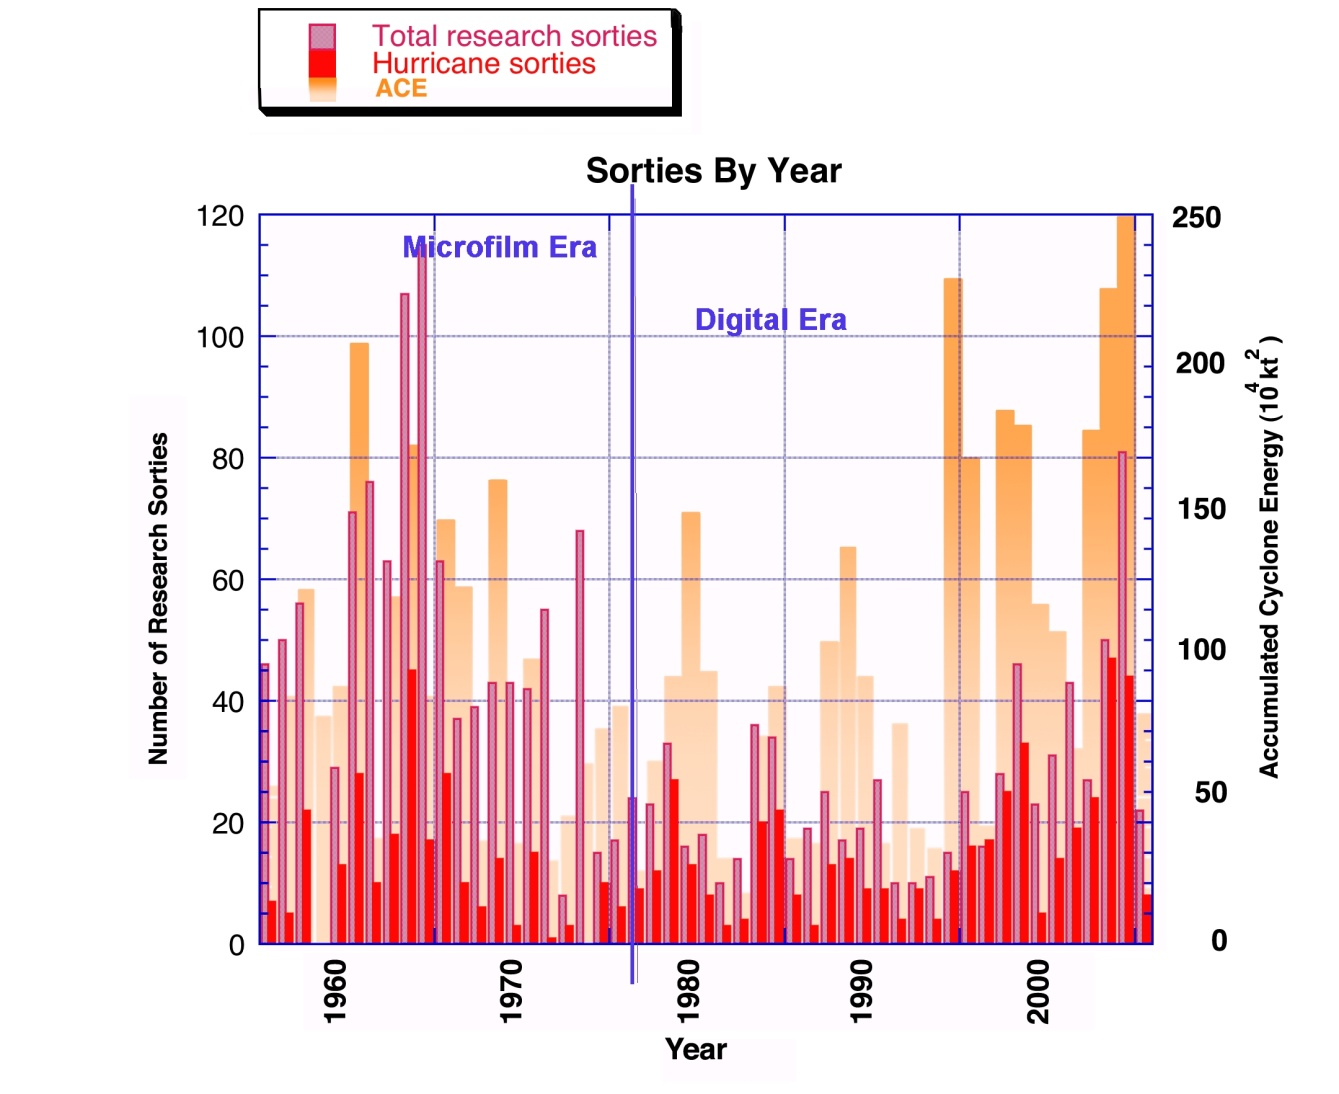 Total research sorties
Hurricane sorties
ACE
Sorties By Year
Microfilm Era
Digital Era
Number of Research Sorties
120
100
80
60
40
20
0
250
200
150
100
50
0
Accumulated Cyclone Energy (10⁴kt²)
1960
1970
1980
1990
2000
Year